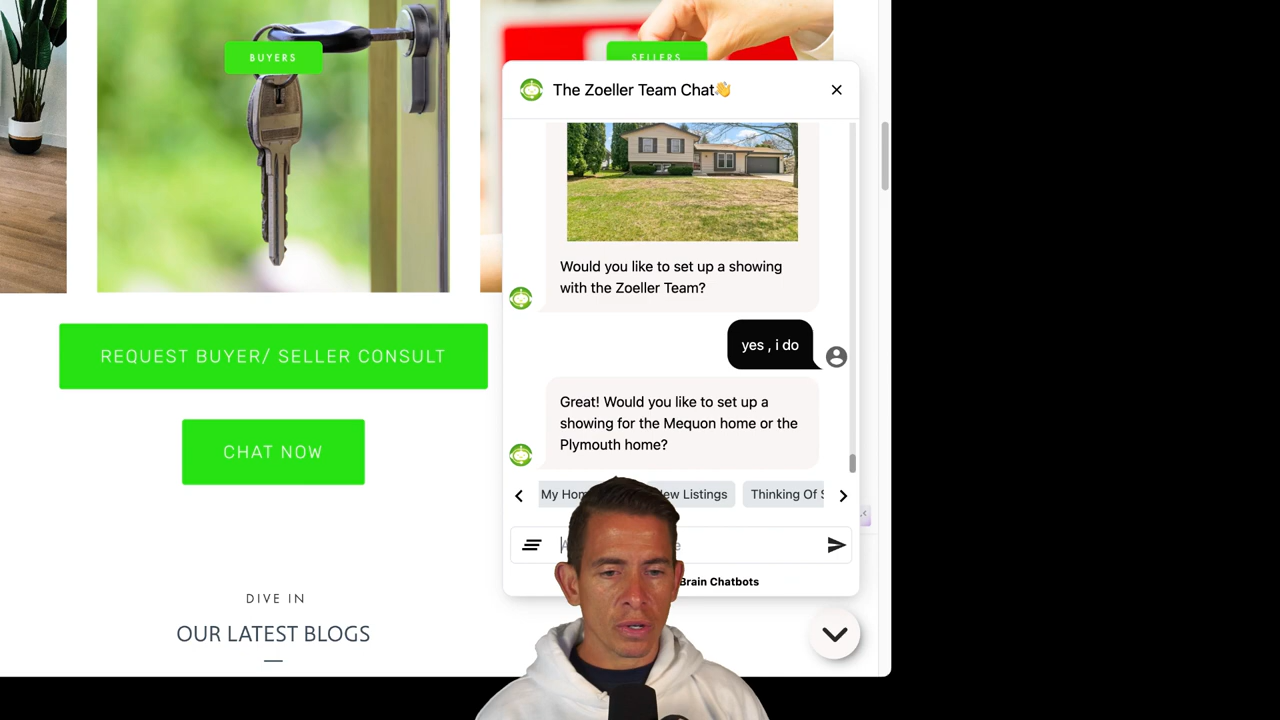 BUYERS
SELLERS
The Zoeller Team Chat👋
Would you like to set up a showing
with the Zoeller Team?
yes , i do
Great! Would you like to set up a
showing for the Mequon home or the
Plymouth home?
My
Listings
Thinking Of
REQUEST BUYER/ SELLER CONSULT
CHAT NOW
Brain Chatbots
DIVE IN
OUR LATEST BLOGS